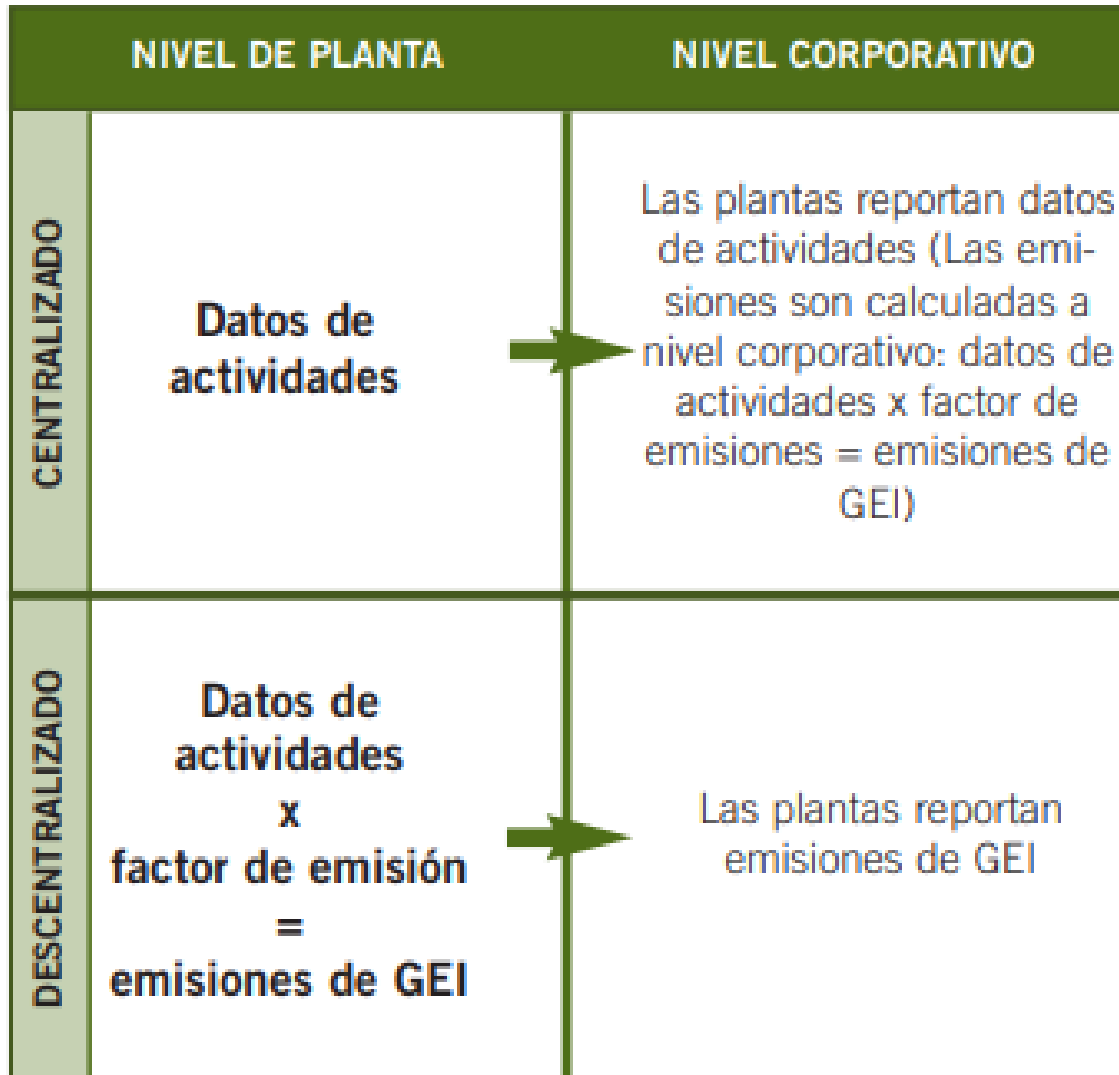 NIVEL DE PLANTA
NIVEL CORPORATIVO
CENTRALIZADO
Datos de
actividades
Las plantas reportan datos
de actividades (Las emi-
siones son calculadas a
nivel corporativo: datos de
actividades x factor de
emisiones = emisiones de
GEI)
DESCENTRALIZADO
Datos de
actividades
x
factor de emisión
=
emisiones de GEI
Las plantas reportan
emisiones de GEI